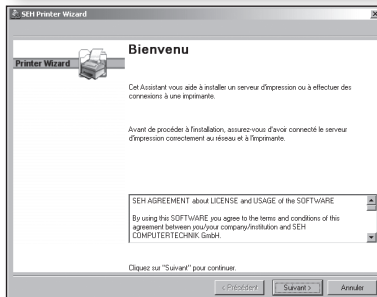 SEH Printer Wizard
Printer Wizard
Bienvenu
Cet Assistant vous aide à installer un serveur d'impression ou à effectuer des
connexions à une imprimante.
Avant de procéder à l'installation, assurez-vous d'avoir connecté le serveur
d'impression correctement au réseau et à l'imprimante.
SEH AGREEMENT about LICENSE and USAGE of the SOFTWARE
By using this SOFTWARE you agree to the terms and conditions of this
agreement between you/your company/institution and SEH
COMPUTERTECHNIK GmbH.
Cliquez sur "Suivant" pour continuer.
< Précédent
Suivant >
Annuler